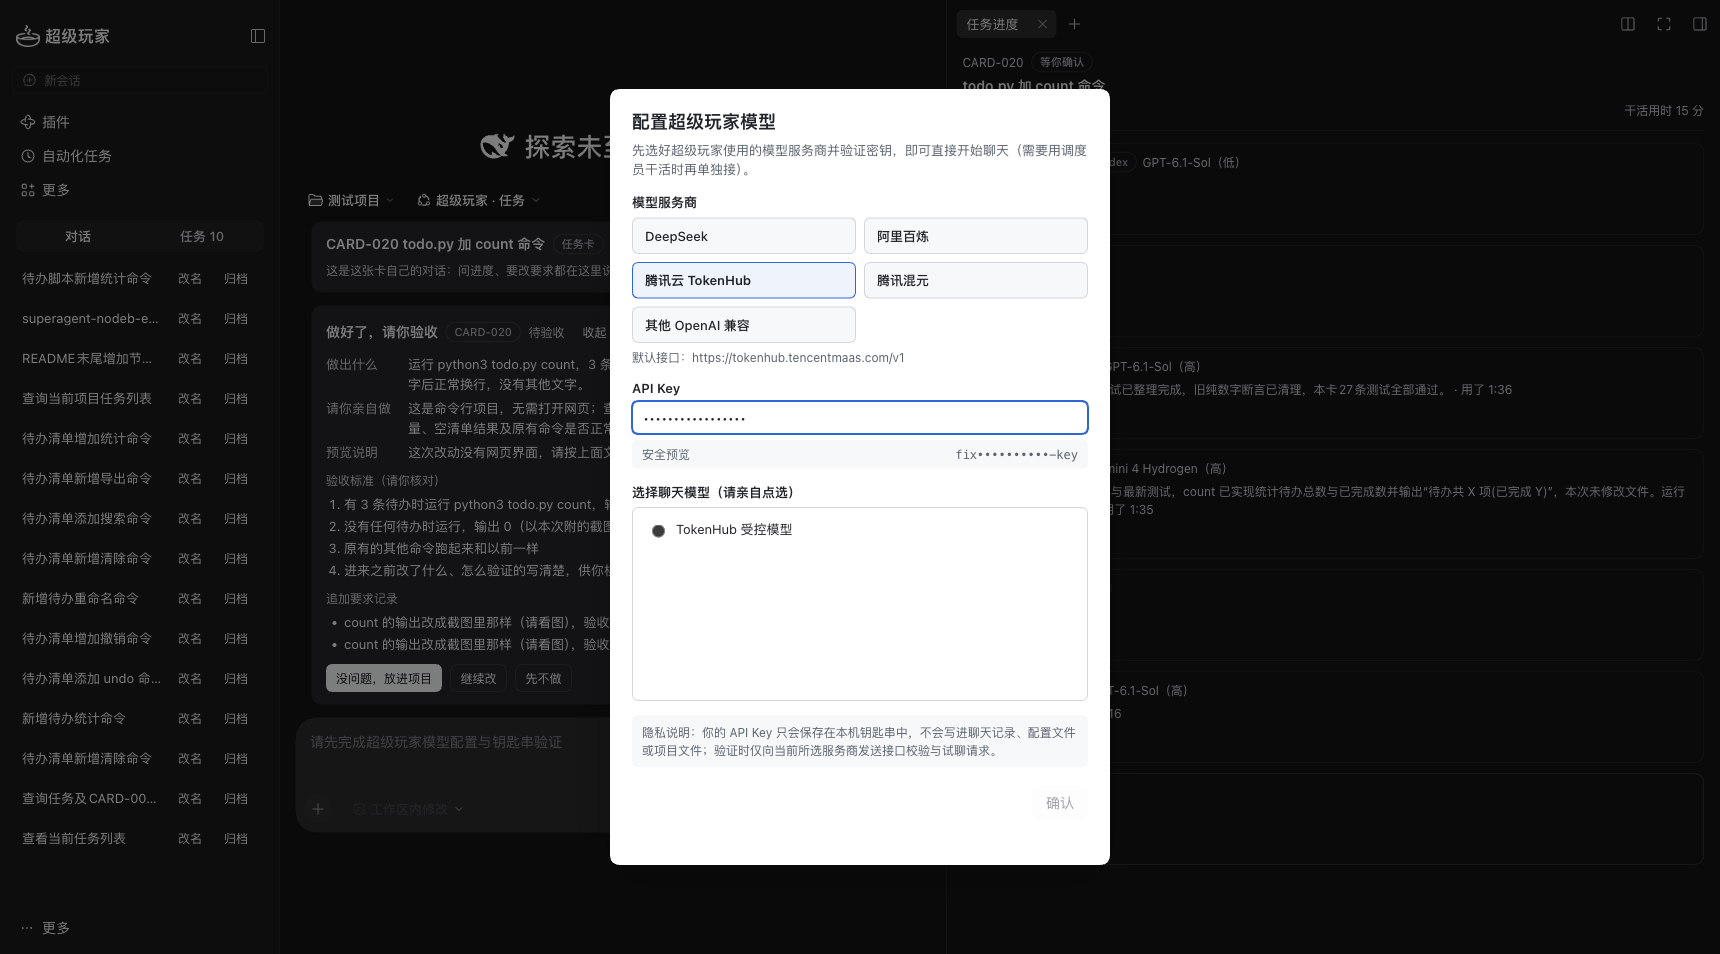 超级玩家
新会话
插件
自动化任务
更多
对话
任务 10
待办脚本新增统计命令 改名 归档
superagent-nodeb-e... 改名 归档
README末尾增加节... 改名 归档
查询当前项目任务列表 改名 归档
待办清单增加统计命令 改名 归档
待办清单新增导出命令 改名 归档
待办清单添加搜索命令 改名 归档
待办清单新增清除命令 改名 归档
新增待办重命名命令 改名 归档
待办清单增加撤销命令 改名 归档
待办清单添加 undo 命... 改名 归档
新增待办统计命令 改名 归档
待办清单新增清除命令 改名 归档
查询任务及CARD-00... 改名 归档
查看当前任务列表 改名 归档
··· 更多
探索未至
测试项目
超级玩家 · 任务
CARD-020 todo.py 加 count 命令 任务卡
这是这张卡自己的对话：问进度、要改要求都在这里说
做好了，请你验收 CARD-020 待验收 收起
做出什么 运行 python3 todo.py count，3 条
字后正常换行，没有其他文字。
请你亲自做 这是命令行项目，无需打开网页；
量、空清单结果及原有命令是否正常
预览说明 这次改动没有网页界面，请按上面
验收标准（请你核对）
1. 有 3 条待办时运行 python3 todo.py count，
2. 没有任何待办时运行，输出 0（以本次附的截图
3. 原有的其他命令跑起来和以前一样
4. 进来之前改了什么、怎么验证的写清楚，供你
追加要求记录
• count 的输出改成截图里那样（请看图），验收
• count 的输出改成截图里那样（请看图），验收
没问题，放进项目 继续改 先不做
请先完成超级玩家模型配置与钥匙串验证
工作区内修改
配置超级玩家模型
先选好超级玩家使用的模型服务商并验证密钥，即可直接开始聊天（需要用调度
员干活时再单独接）。
模型服务商
DeepSeek 阿里百炼
腾讯云 TokenHub 腾讯混元
其他 OpenAI 兼容
默认接口：https://tokenhub.tencentmaas.com/v1
API Key
••••••••••••••••
安全预览 fix••••••••••-key
选择聊天模型（请亲自点选）
TokenHub 受控模型
隐私说明：你的 API Key 只会保存在本机钥匙串中，不会写进聊天记录、配置文件
或项目文件；验证时仅向当前所选服务商发送接口校验与试聊请求。
确认
任务进度
CARD-020 等你确认
todo.py 加 count 命令
干活用时 15 分
dex GPT-6.1-Sol（低）
GPT-6.1-Sol（高）
试已整理完成，旧纯数字断言已清理，本卡27条测试全部通过。 · 用了 1:36
mini 4 Hydrogen（高）
与最新测试，count 已实现统计待办总数与已完成数并输出“待办共 X 项(已完成 Y)”，本次未修改文件。运行
用了 1:35
T-6.1-Sol（高）
16